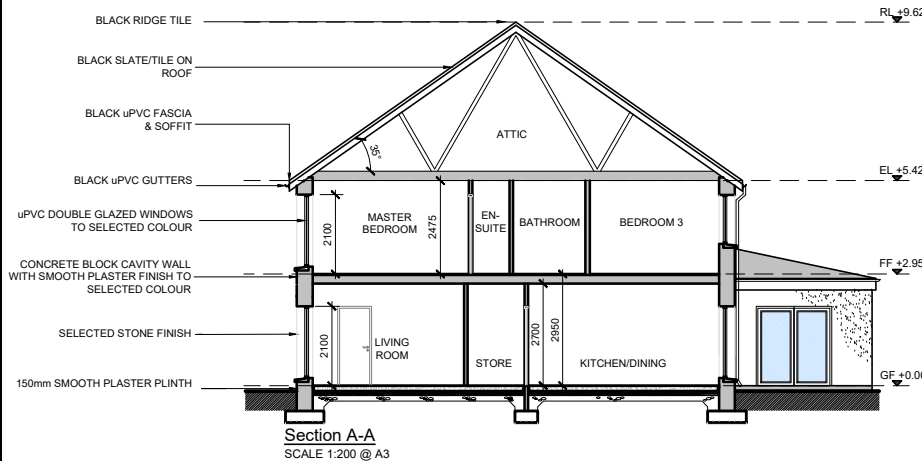 BLACK RIDGE TILE
BLACK SLATE/TILE ON
ROOF
BLACK uPVC FASCIA
& SOFFIT
BLACK uPVC GUTTERS
uPVC DOUBLE GLAZED WINDOWS
TO SELECTED COLOUR
CONCRETE BLOCK CAVITY WALL
WITH SMOOTH PLASTER FINISH TO
SELECTED COLOUR
SELECTED STONE FINISH
150mm SMOOTH PLASTER PLINTH
ATTIC
35°
MASTER
BEDROOM
EN-
SUITE
BATHROOM
BEDROOM 3
2100
2475
LIVING
ROOM
STORE
KITCHEN/DINING
2100
2700
2950
RL +9.62
EL +5.42
FF +2.95
GF +0.00
Section A-A
SCALE 1:200 @ A3